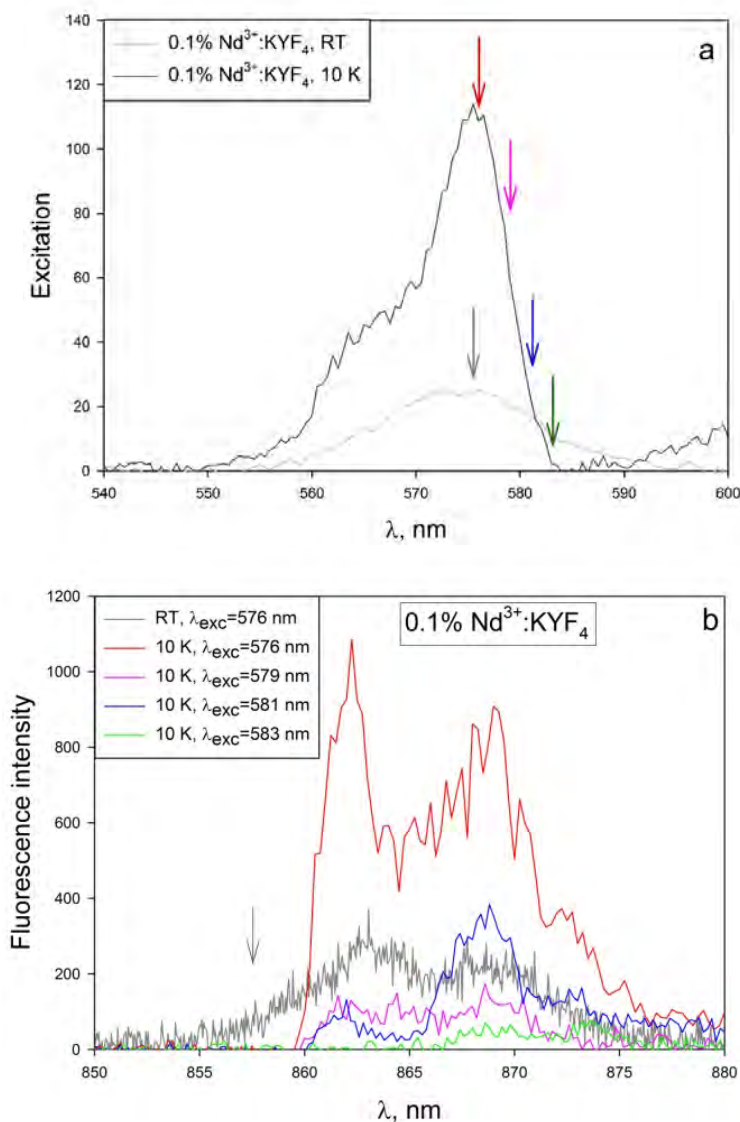 140
120
100
80
60
40
20
0
Excitation
0.1% Nd³⁺:KYF₄, RT
0.1% Nd³⁺:KYF₄, 10 K
a
540 550 560 570 580 590 600
λ, nm
1200
1000
800
600
400
200
0
Fluorescence intensity
RT, λexc=576 nm
10 K, λexc=576 nm
10 K, λexc=579 nm
10 K, λexc=581 nm
10 K, λexc=583 nm
0.1% Nd³⁺:KYF₄
b
850 855 860 865 870 875 880
λ, nm